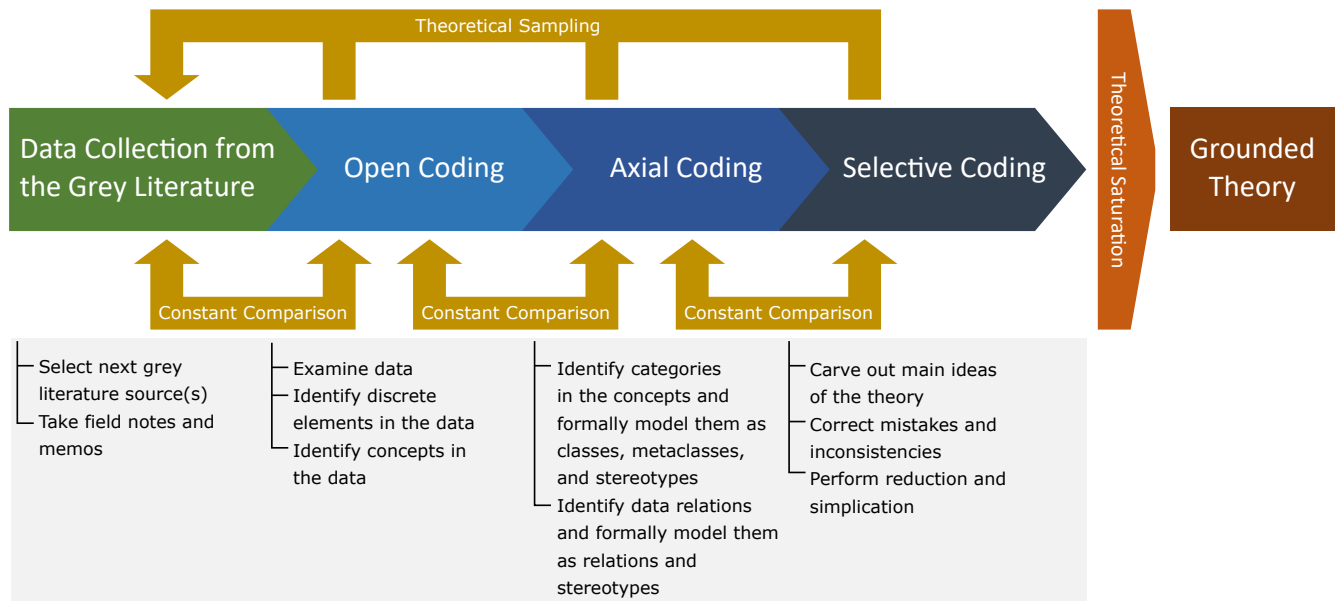 Theoretical Sampling
Data Collection from
the Grey Literature
Open Coding
Axial Coding
Selective Coding
Theoretical Saturation
Grounded
Theory
Constant Comparison
Constant Comparison
Constant Comparison
Select next grey
literature source(s)
Take field notes and
memos
Examine data
Identify discrete
elements in the data
Identify concepts in
the data
Identify categories
in the concepts and
formally model them as
classes, metaclasses,
and stereotypes
Identify data relations
and formally model them
as relations and
stereotypes
Carve out main ideas
of the theory
Correct mistakes and
inconsistencies
Perform reduction and
simplication